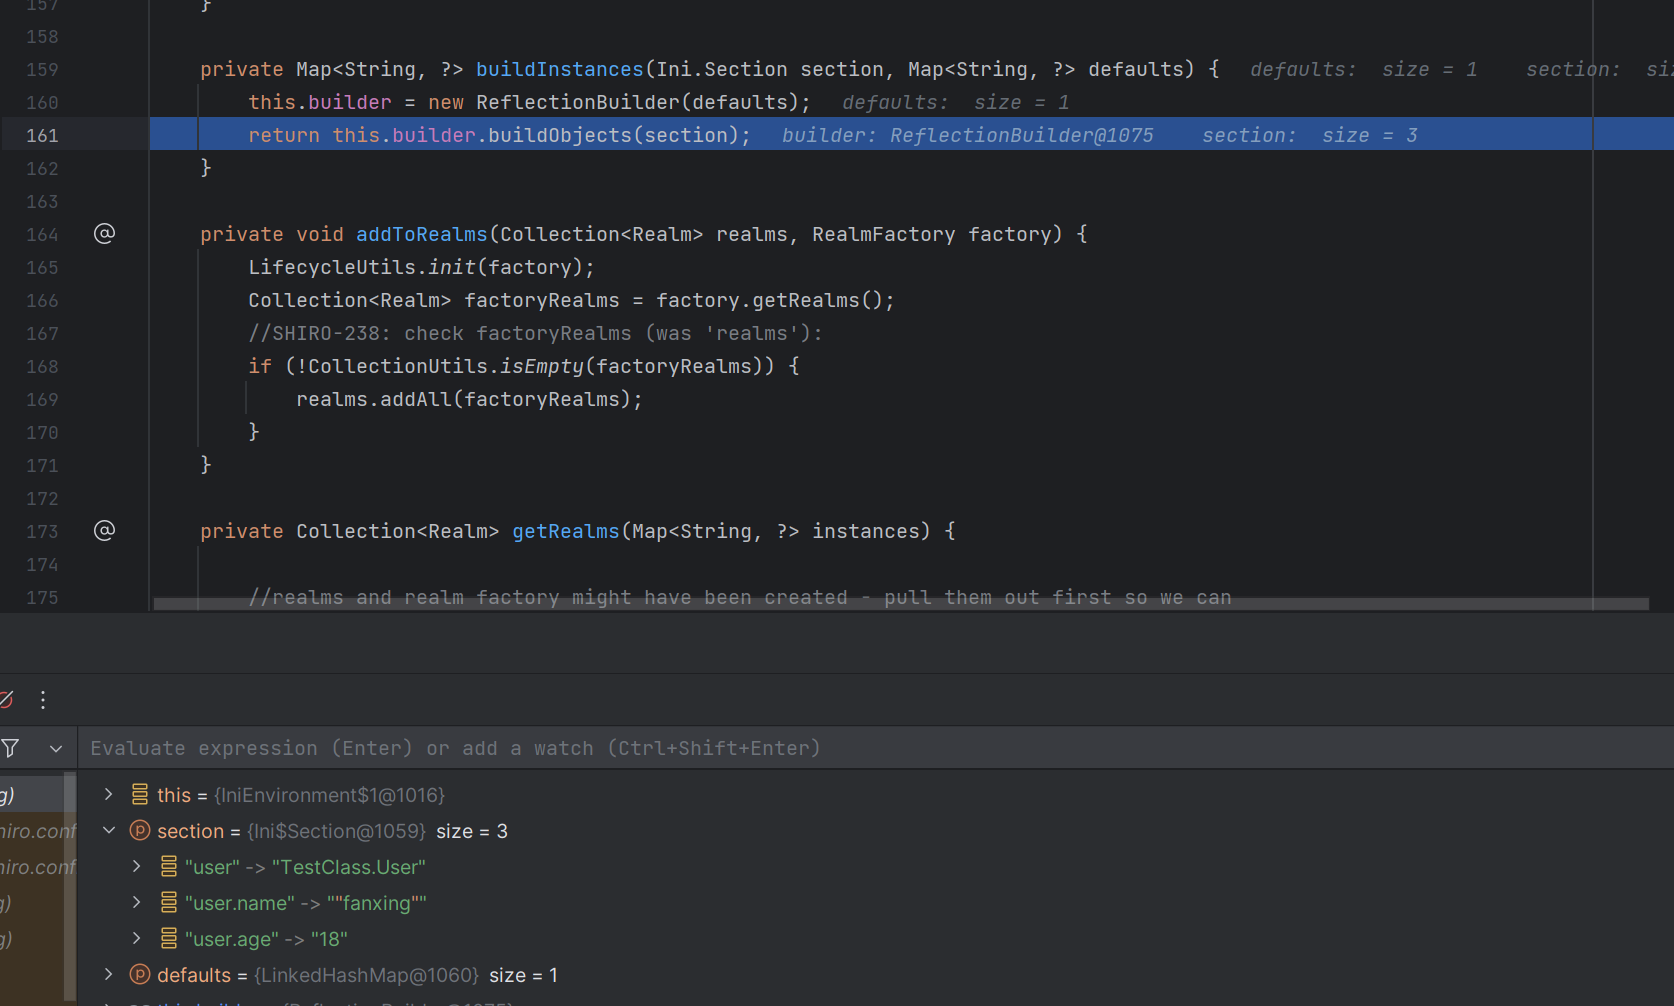 157 }
158
159 private Map<String, ?> buildInstances(Ini.Section section, Map<String, ?> defaults) { defaults: size = 1 section:
160 this.builder = new ReflectionBuilder(defaults); defaults: size = 1
161 return this.builder.buildObjects(section); builder: ReflectionBuilder@1075 section: size = 3
162 }
163
164 @ private void addToRealms(Collection<Realm> realms, RealmFactory factory) {
165 LifecycleUtils.init(factory);
166 Collection<Realm> factoryRealms = factory.getRealms();
167 //SHIRO-238: check factoryRealms (was 'realms'):
168 if (!CollectionUtils.isEmpty(factoryRealms)) {
169 realms.addAll(factoryRealms);
170 }
171 }
172
173 @ private Collection<Realm> getRealms(Map<String, ?> instances) {
174
175 //realms and realm factory might have been created - pull them out first so we can
Evaluate expression (Enter) or add a watch (Ctrl+Shift+Enter)
g) this = {IniEnvironment$1@1016}
hiro.conf section = {Ini$Section@1059} size = 3
hiro.conf "user" -> "TestClass.User"
g) "user.name" -> ""fanxing""
g) "user.age" -> "18"
defaults = {LinkedHashMap@1060} size = 1